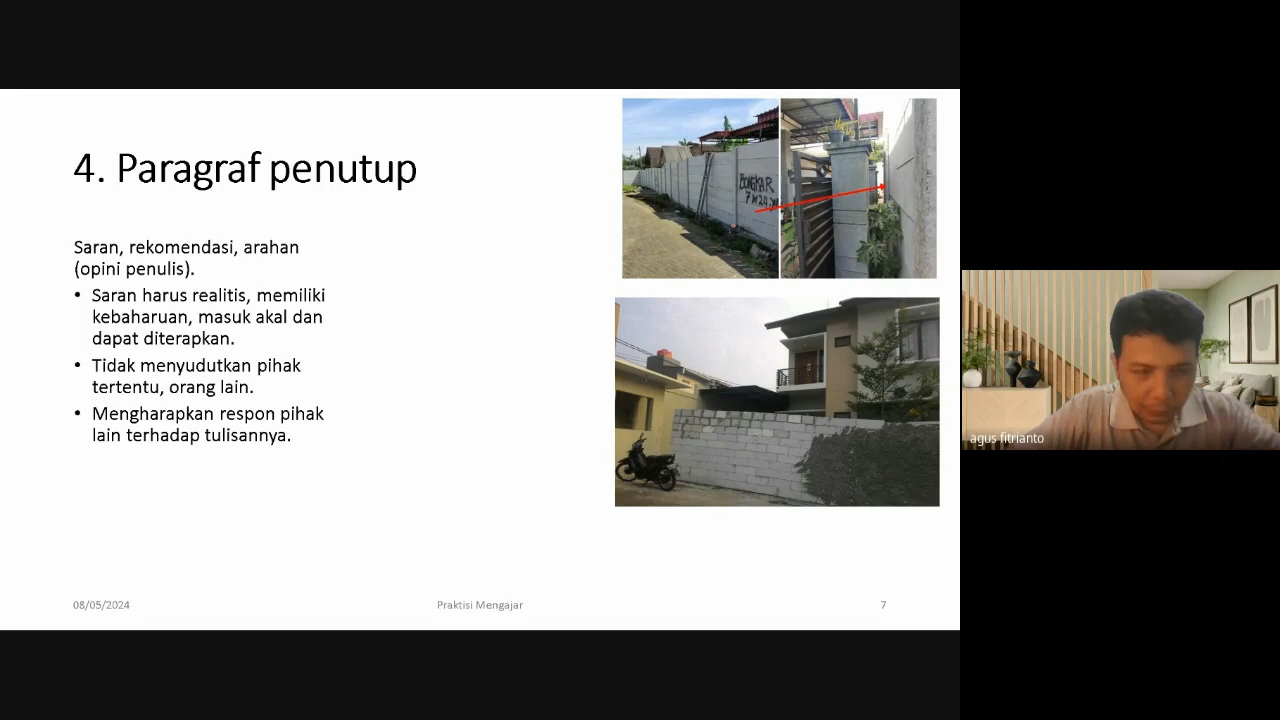 4. Paragraf penutup
Saran, rekomendasi, arahan
(opini penulis).
• Saran harus realitis, memiliki
kebaharuan, masuk akal dan
dapat diterapkan.
• Tidak menyudutkan pihak
tertentu, orang lain.
• Mengharapkan respon pihak
lain terhadap tulisannya.
BONGKAR
08/05/2024
Praktisi Mengajar
7
agus fitrianto